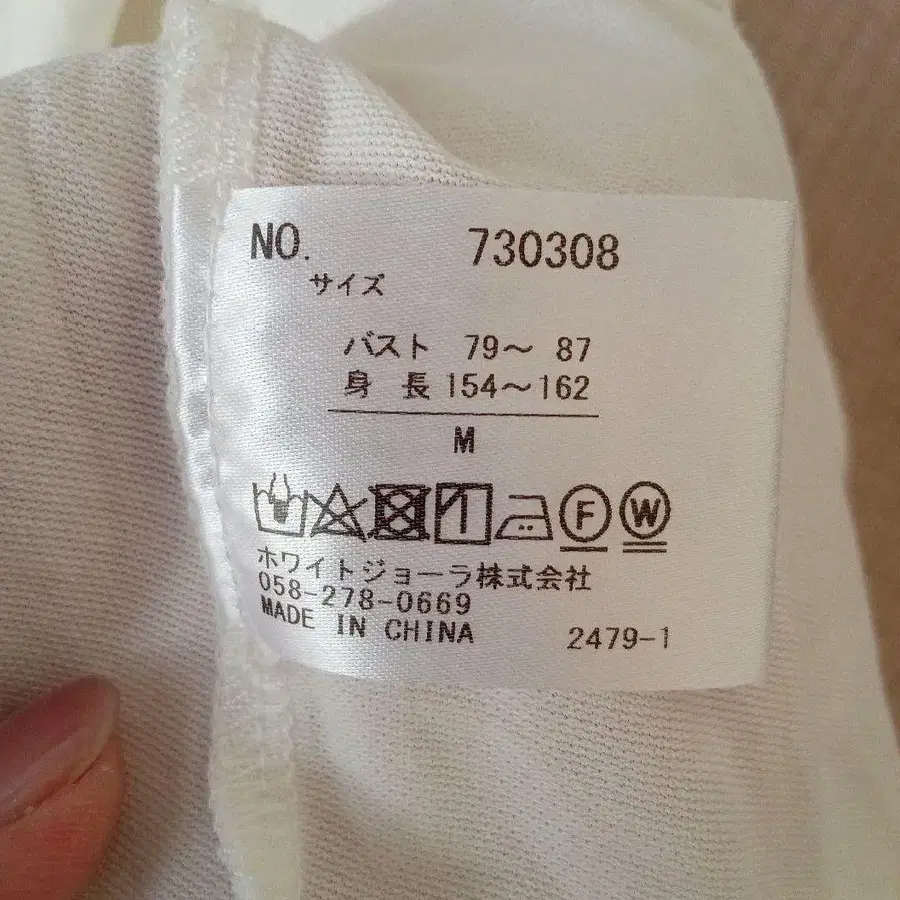 NO. 730308
サイズ
バスト 79～ 87
身 長 154～162
M
F W
ホワイトジョーラ株式会社
058-278-0669
MADE IN CHINA 2479-1